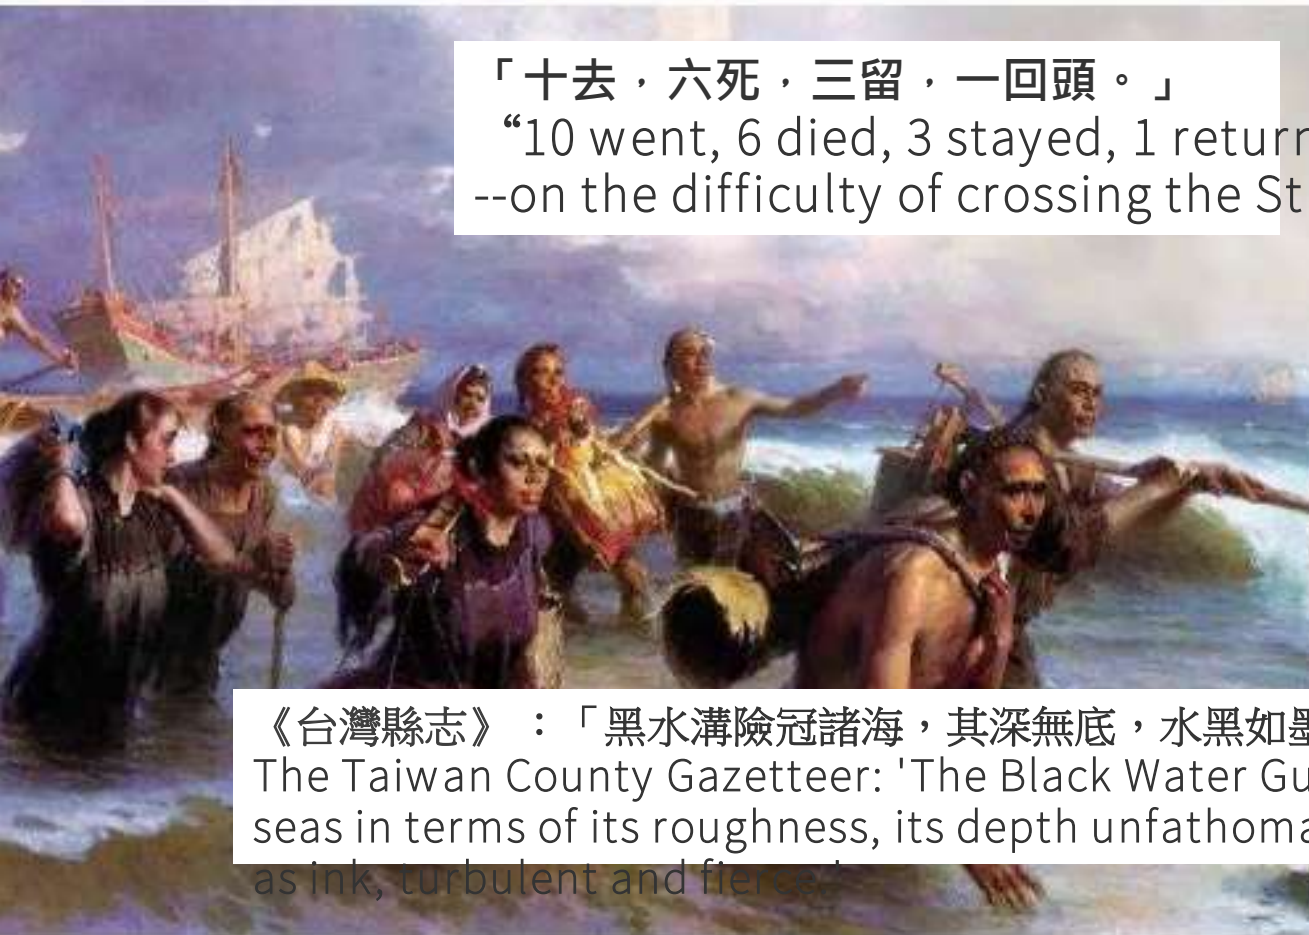 「十去，六死，三留，一回頭。」
“10 went, 6 died, 3 stayed, 1 return
--on the difficulty of crossing the St
《台灣縣志》：「黑水溝險冠諸海，其深無底，水黑如墨
The Taiwan County Gazetteer: 'The Black Water Gu
seas in terms of its roughness, its depth unfathoma
as ink, turbulent and fierce.'